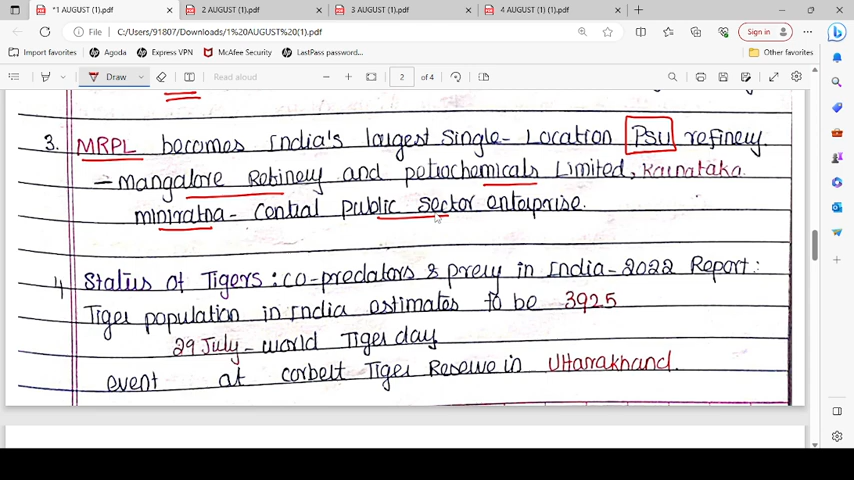 *1 AUGUST (1).pdf
2 AUGUST (1).pdf
3 AUGUST (1).pdf
4 AUGUST (1).pdf
File C:/Users/91807/Downloads/1%20AUGUST%20(1).pdf
Sign in
Import favorites Agoda Express VPN McAfee Security LastPass password... Other favorites
Draw Read aloud 2 of 4
3. MRPL becomes India's largest Single-Location PSU refinery.
- Mangalore Refinery and petrochemicals Limited, Karnataka.
miniratna - Central public sector enterprise.
4 Status of Tigers : co-predators & prey in India-2022 Report :
Tiger population in India estimates to be 3925
29 July - world Tiger day
event at corbett Tiger Reserve in Uttarakhand.